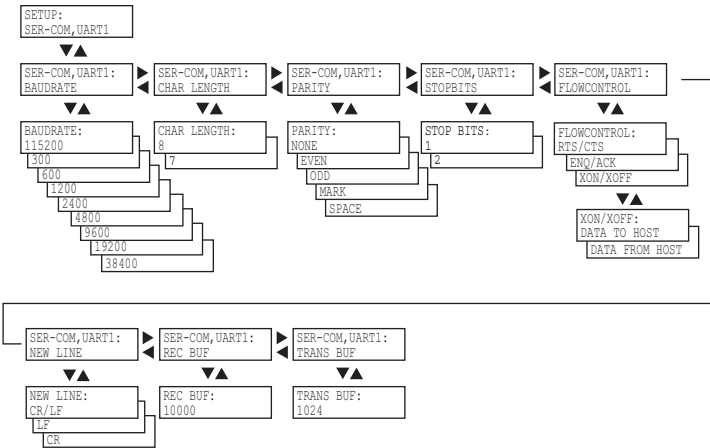 SETUP:
SER-COM,UART1
SER-COM,UART1:
BAUDRATE
SER-COM,UART1:
CHAR LENGTH
SER-COM,UART1:
PARITY
SER-COM,UART1:
STOPBITS
SER-COM,UART1:
FLOWCONTROL
BAUDRATE:
115200
300
600
1200
2400
4800
9600
19200
38400
CHAR LENGTH:
8
7
PARITY:
NONE
EVEN
ODD
MARK
SPACE
STOP BITS:
1
2
FLOWCONTROL:
RTS/CTS
ENQ/ACK
XON/XOFF
XON/XOFF:
DATA TO HOST
DATA FROM HOST
SER-COM,UART1:
NEW LINE
SER-COM,UART1:
REC BUF
SER-COM,UART1:
TRANS BUF
NEW LINE:
CR/LF
LF
CR
REC BUF:
10000
TRANS BUF:
1024